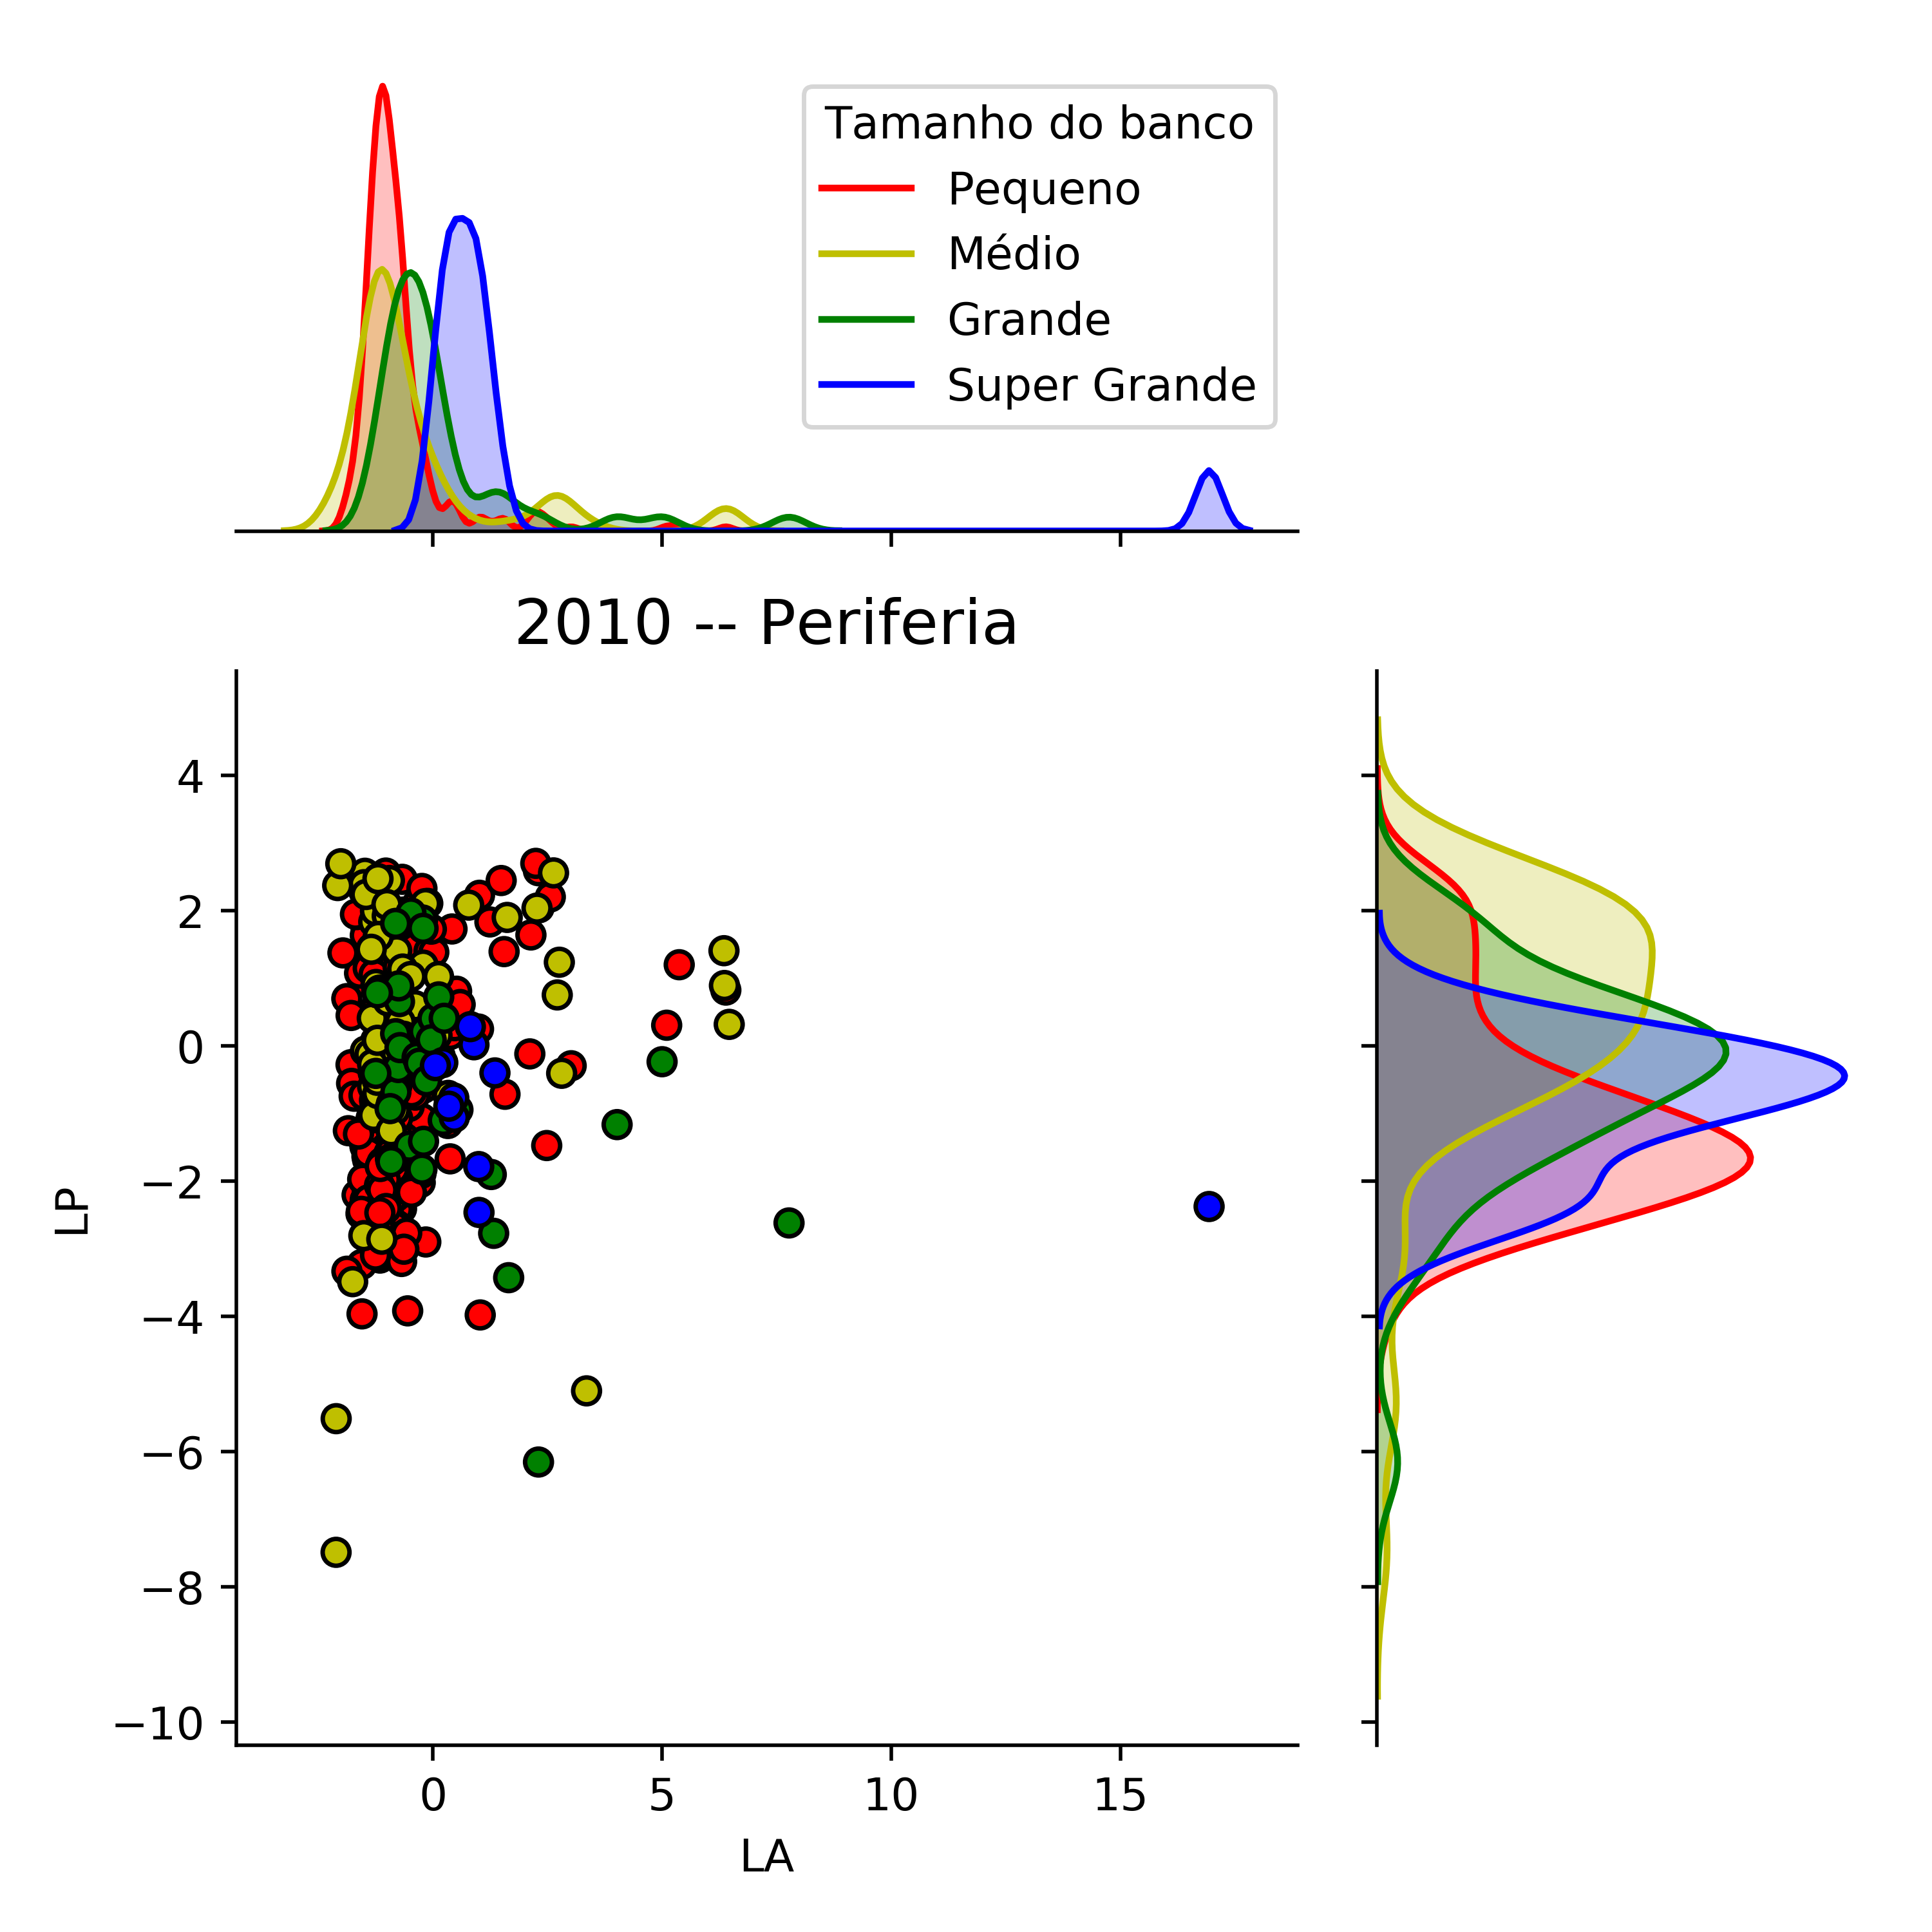 Tamanho do banco
Pequeno
Médio
Grande
Super Grande
2010 -- Periferia
4
2
0
−2
−4
−6
−8
−10
LP
0 5 10 15
LA